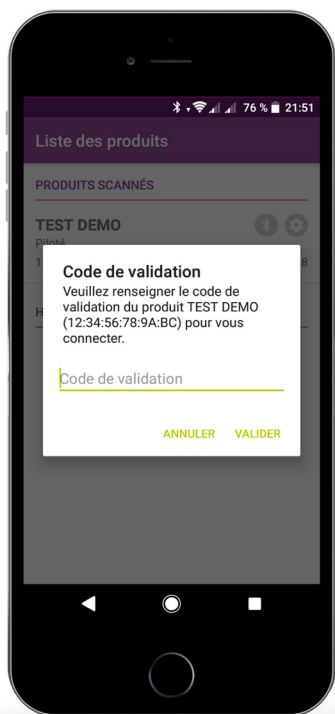 76 % 21:51
Liste des produits
PRODUITS SCANNÉS
TEST DEMO
Piloté
1
8
H
Code de validation
Veuillez renseigner le code de
validation du produit TEST DEMO
(12:34:56:78:9A:BC) pour vous
connecter.
Code de validation
ANNULER VALIDER